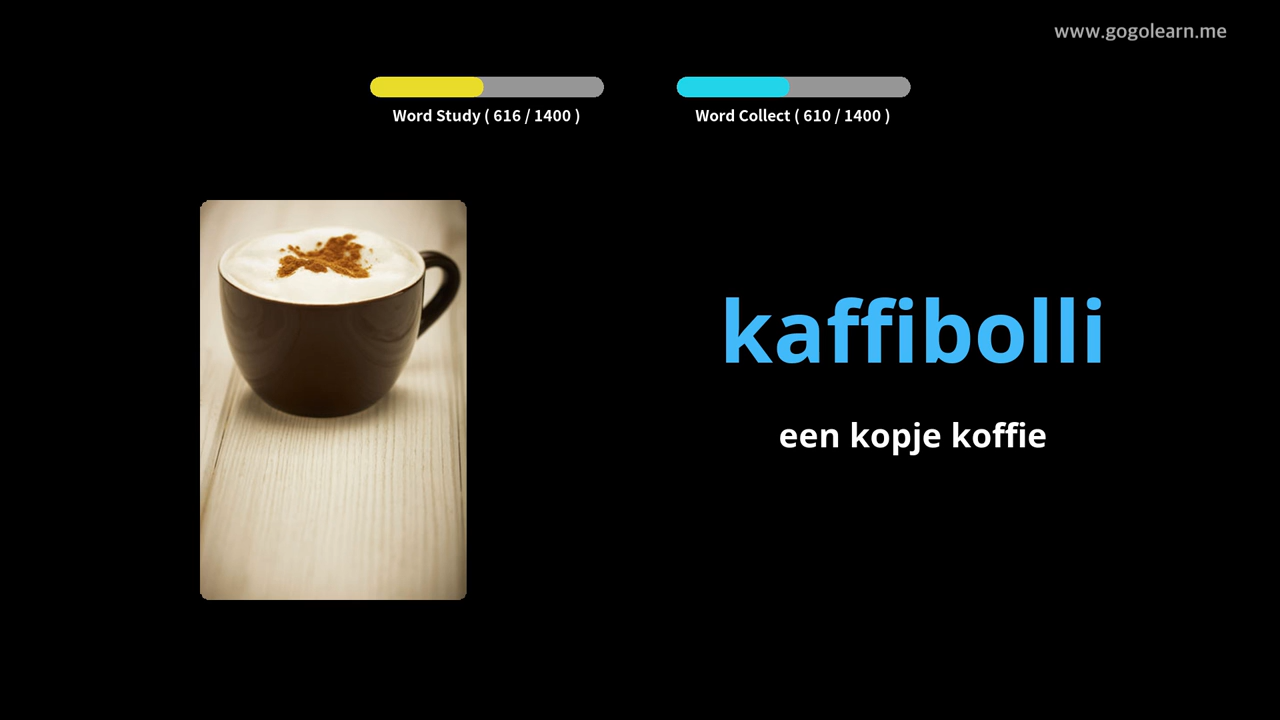 www.gogolearn.me
Word Study ( 616 / 1400 )
Word Collect ( 610 / 1400 )
kaffibolli
een kopje koffie